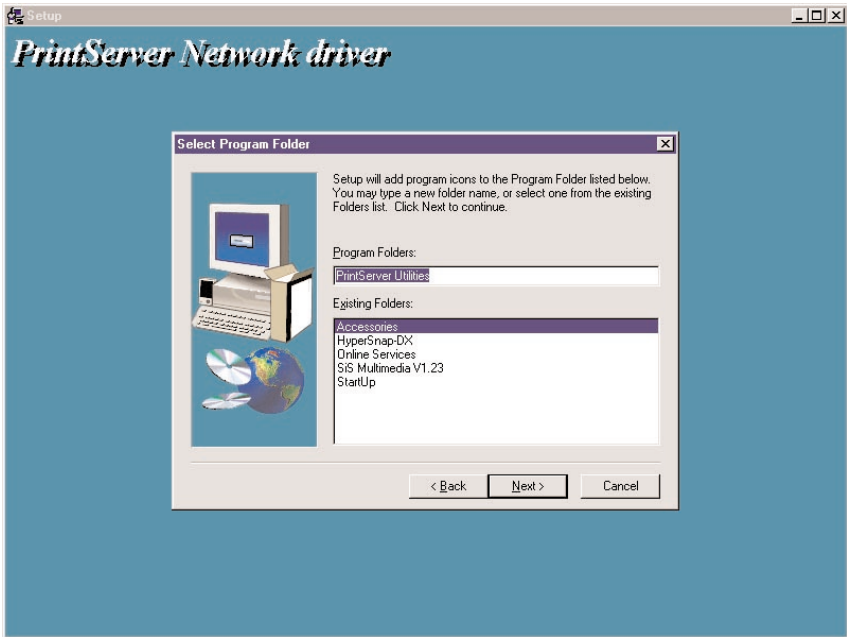 Setup
PrintServer Network driver
Select Program Folder
Setup will add program icons to the Program Folder listed below.
You may type a new folder name, or select one from the existing
Folders list. Click Next to continue.
Program Folders:
PrintServer Utilities
Existing Folders:
Accessories
HyperSnap-DX
Online Services
SiS Multimedia V1.23
StartUp
< Back Next > Cancel